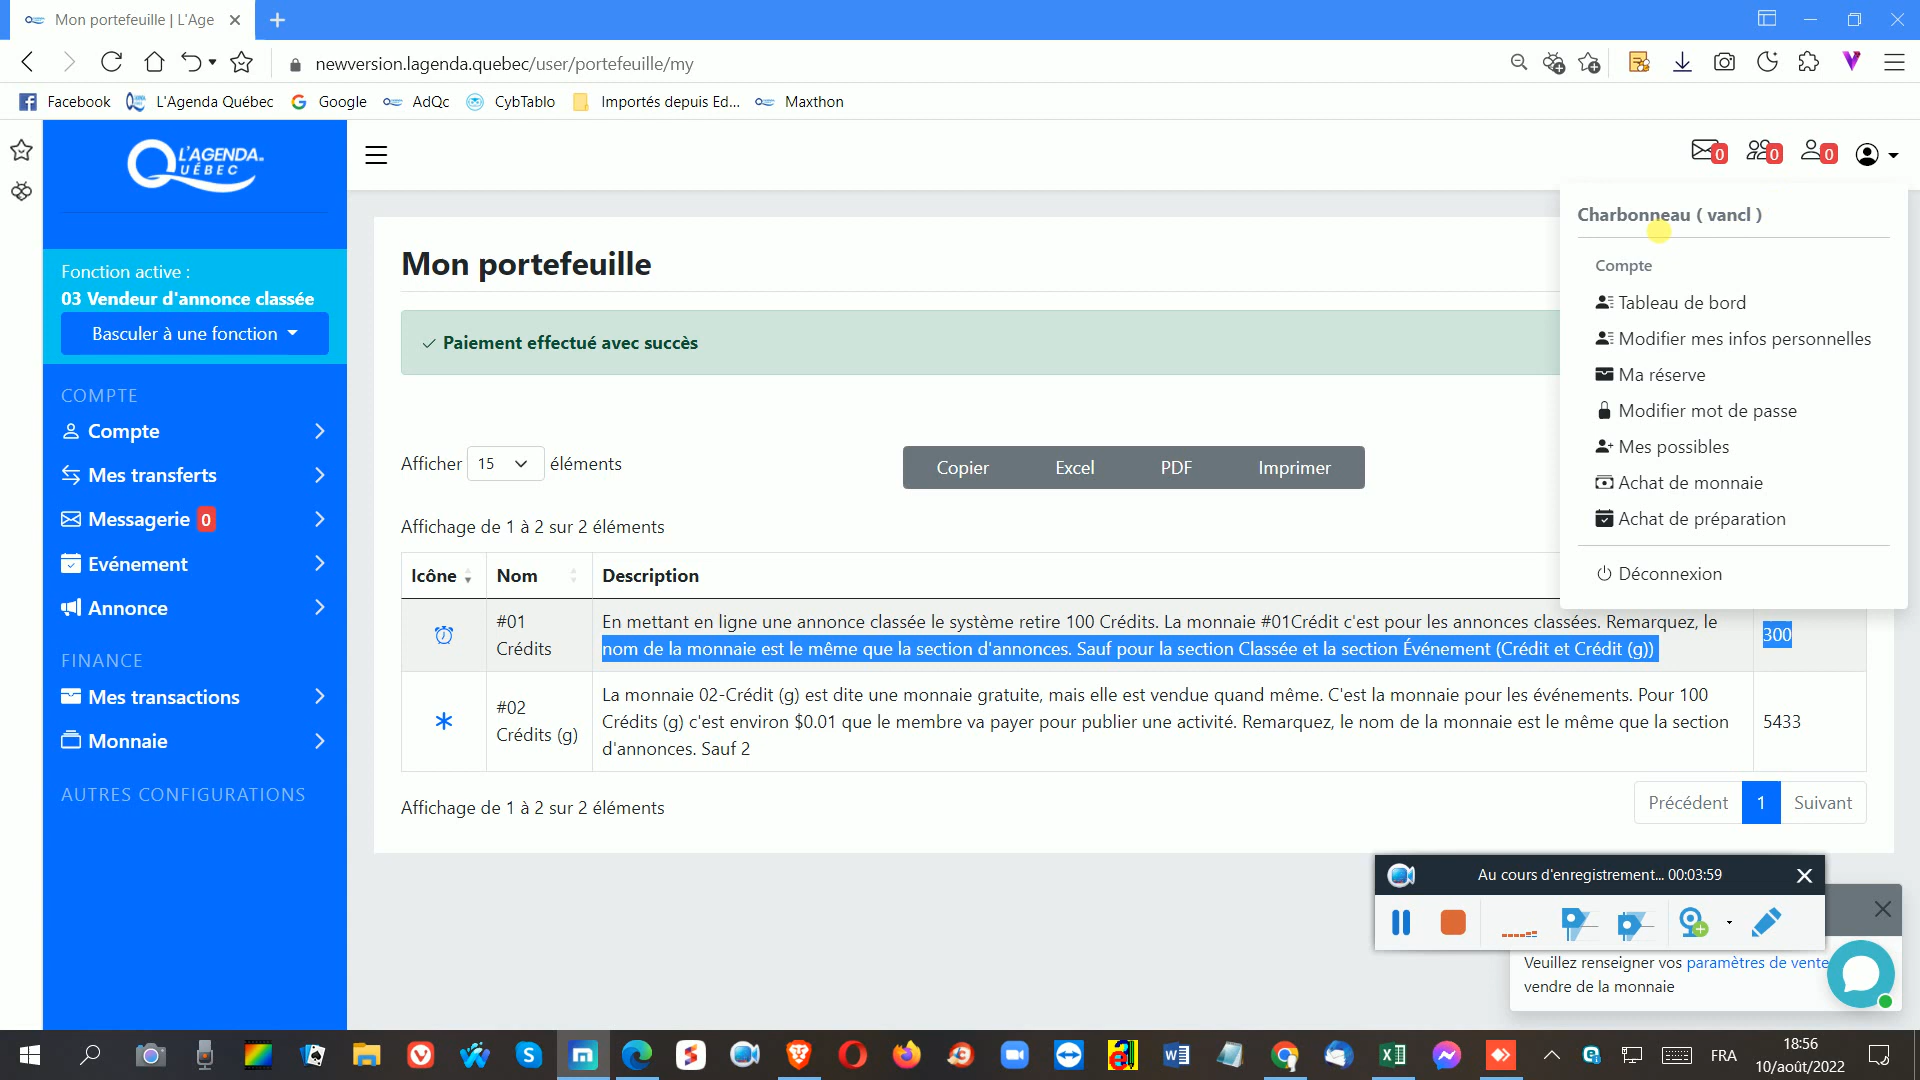 Mon portefeuille | L'Age
newversion.lagenda.quebec/user/portefeuille/my
Facebook
L'Agenda Québec
Google
AdQc
CybTablo
Importés depuis Ed...
Maxthon
L'AGENDA
QUÉBEC
0
0
0
Fonction active :
03 Vendeur d'annonce classée
Basculer à une fonction
COMPTE
Compte
Mes transferts
Messagerie 0
Evénement
Annonce
FINANCE
Mes transactions
Monnaie
AUTRES CONFIGURATIONS
Mon portefeuille
Paiement effectué avec succès
Afficher 15 éléments
Copier
Excel
PDF
Imprimer
Affichage de 1 à 2 sur 2 éléments
Icône
Nom
Description
#01
Crédits
En mettant en ligne une annonce classée le système retire 100 Crédits. La monnaie #01Crédit c'est pour les annonces classées. Remarquez, le
nom de la monnaie est le même que la section d'annonces. Sauf pour la section Classée et la section Événement (Crédit et Crédit (g))
300
#02
Crédits (g)
La monnaie 02-Crédit (g) est dite une monnaie gratuite, mais elle est vendue quand même. C'est la monnaie pour les événements. Pour 100
Crédits (g) c'est environ $0.01 que le membre va payer pour publier une activité. Remarquez, le nom de la monnaie est le même que la section
d'annonces. Sauf 2
5433
Affichage de 1 à 2 sur 2 éléments
Précédent
1
Suivant
Charbonneau ( vancl )
Compte
Tableau de bord
Modifier mes infos personnelles
Ma réserve
Modifier mot de passe
Mes possibles
Achat de monnaie
Achat de préparation
Déconnexion
Au cours d'enregistrement... 00:03:59
Veuillez renseigner vos paramètres de vente
vendre de la monnaie
FRA
18:56
10/août/2022